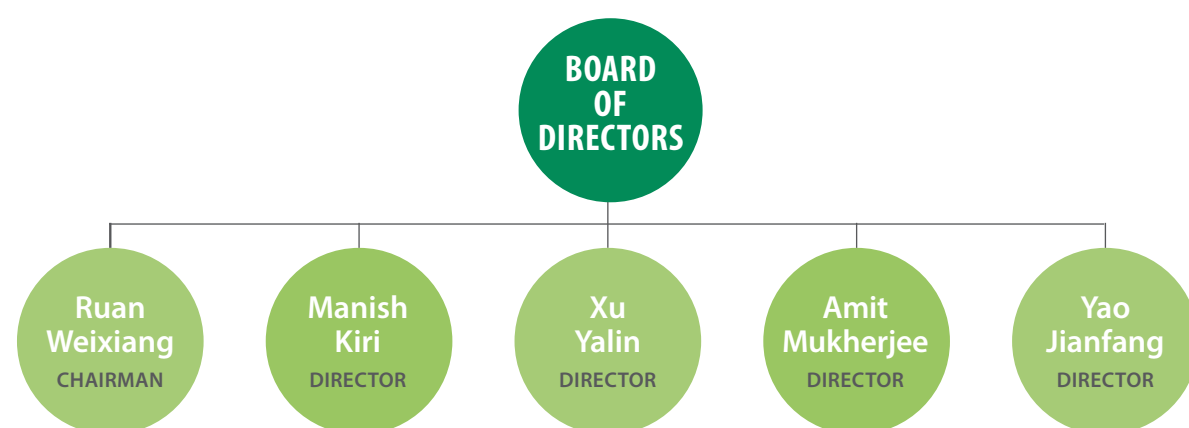 BOARD
OF
DIRECTORS
Ruan
Weixiang
CHAIRMAN
Manish
Kiri
DIRECTOR
Xu
Yalin
DIRECTOR
Amit
Mukherjee
DIRECTOR
Yao
Jianfang
DIRECTOR